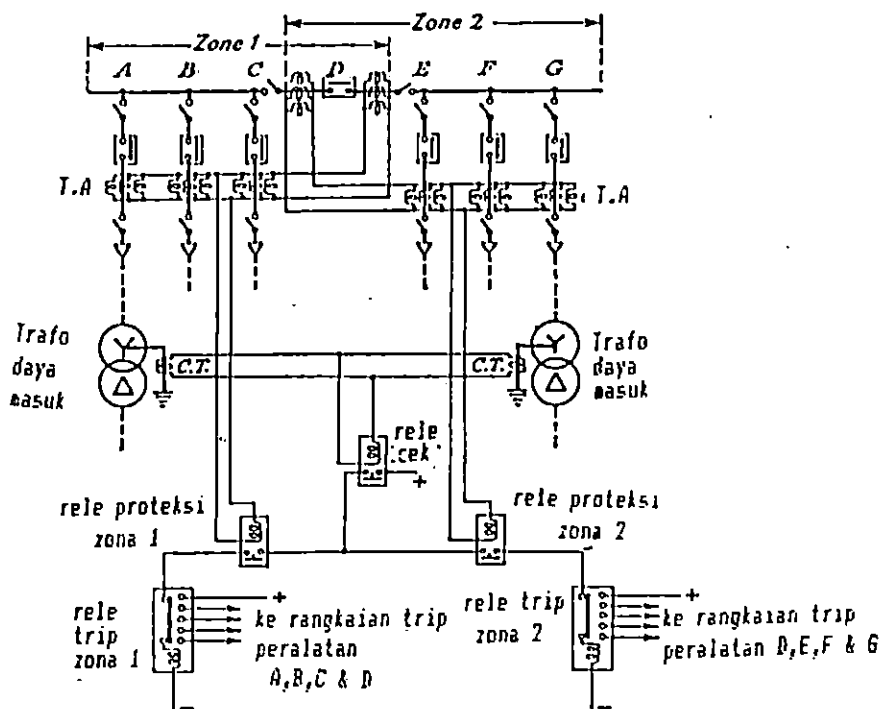 Zone 2
Zone 1
A B C D E F G
T.A
T.A
Trafo
daya
masuk
C.T.
C.T.
Trafo
daya
masuk
rele
cek
+
rele proteksi
zona 1
rele proteksi
zona 2
rele
trip
zona 1
+
ke rangkaian trip
peralatan
A,B,C & D
-
rele trip
zona 2
+
ke rangkaian trip
peralatan D,E,F & G
-